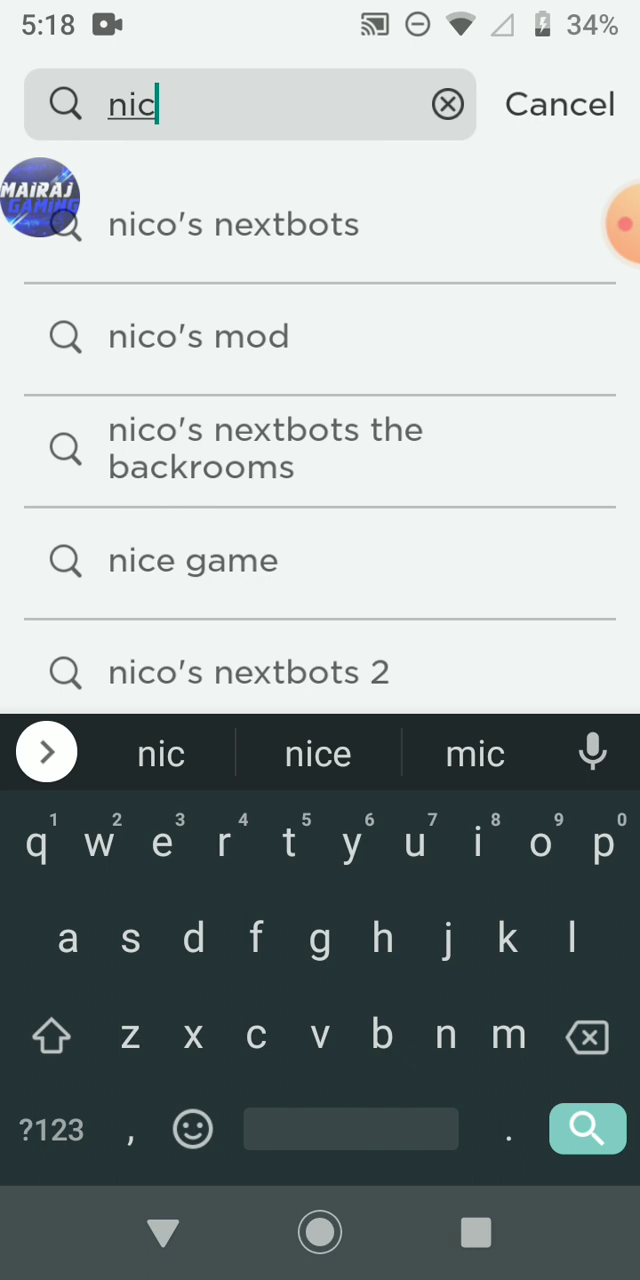 5:18 34%
nic Cancel
MAIRAJ
GAMING
nico's nextbots
nico's mod
nico's nextbots the
backrooms
nice game
nico's nextbots 2
nic nice mic
1 2 3 4 5 6 7 8 9 0
q w e r t y u i o p
a s d f g h j k l
z x c v b n m
?123 , .